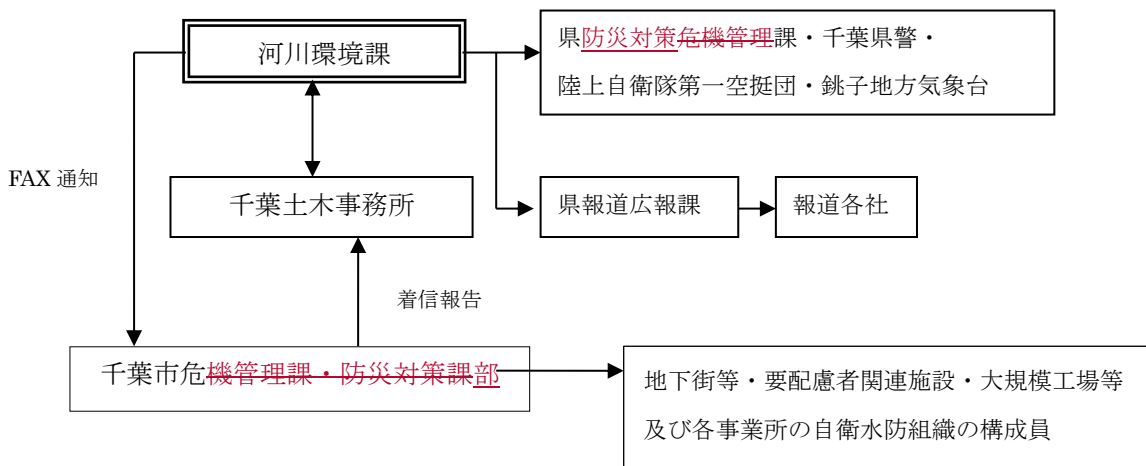 河川環境課
県防災対策危機管理課・千葉県警・
陸上自衛隊第一空挺団・銚子地方気象台
FAX 通知
千葉土木事務所
県報道広報課
報道各社
着信報告
千葉市危機管理課・防災対策課部
地下街等・要配慮者関連施設・大規模工場等
及び各事業所の自衛水防組織の構成員